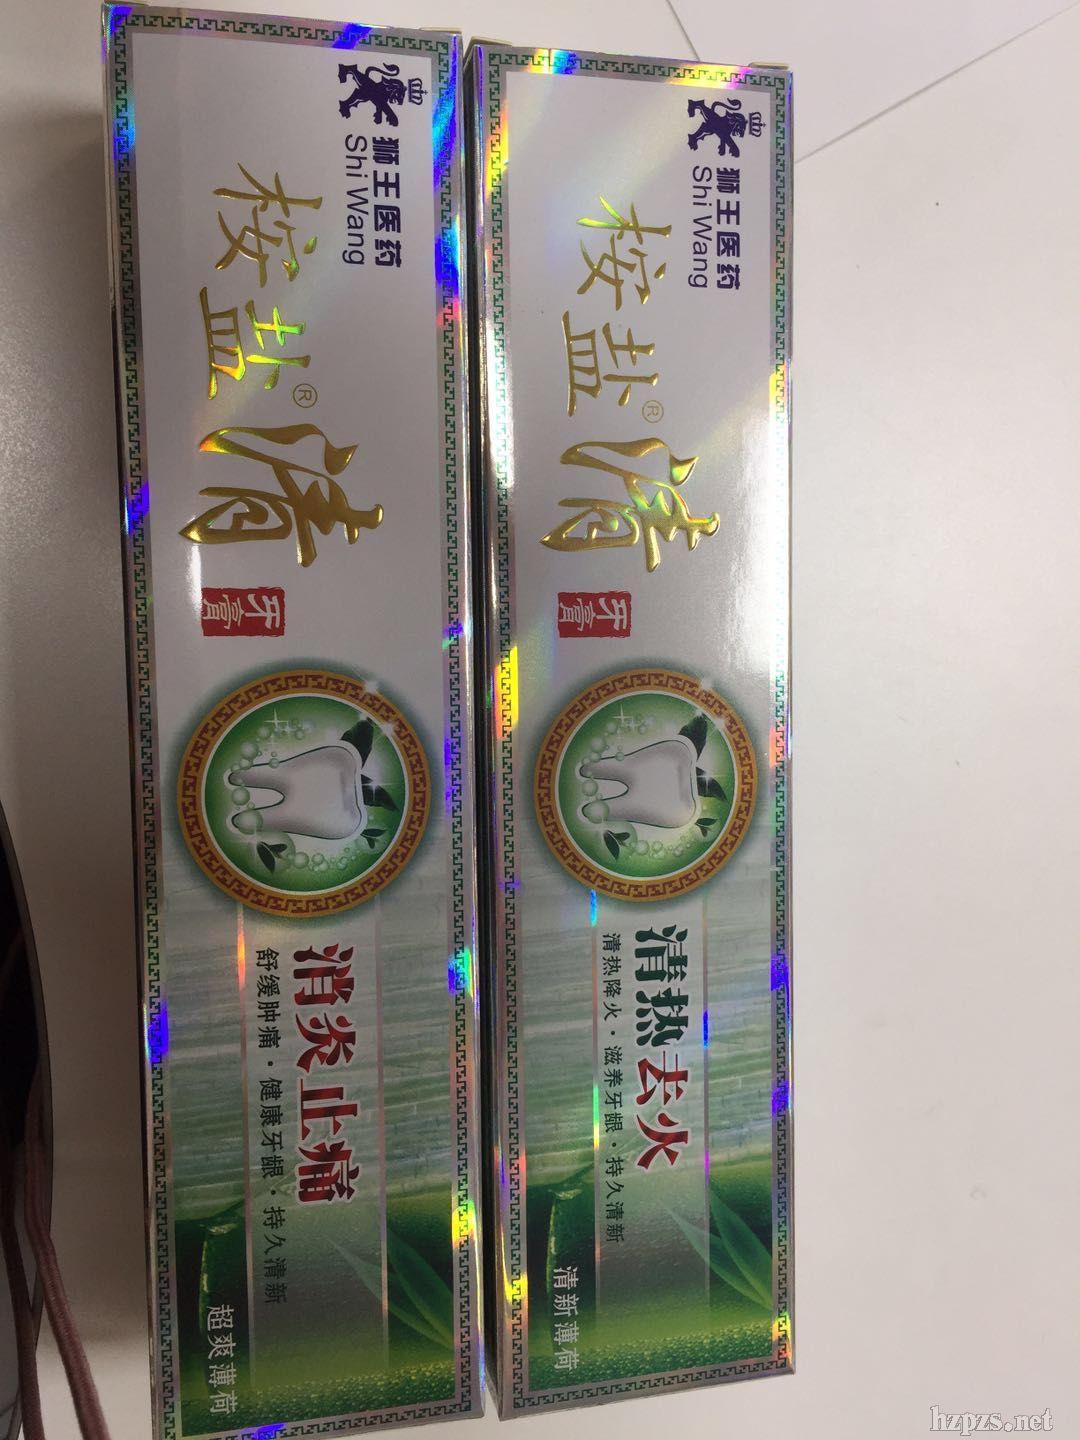 狮王医药
Shi Wang
桉盐®
清
牙膏
消炎止痛
舒缓肿痛·健康牙龈·持久清新
超爽薄荷
狮王医药
Shi Wang
桉盐®
清
牙膏
清热去火
清热降火·滋养牙龈·持久清新
清新薄荷
hzpzs.net